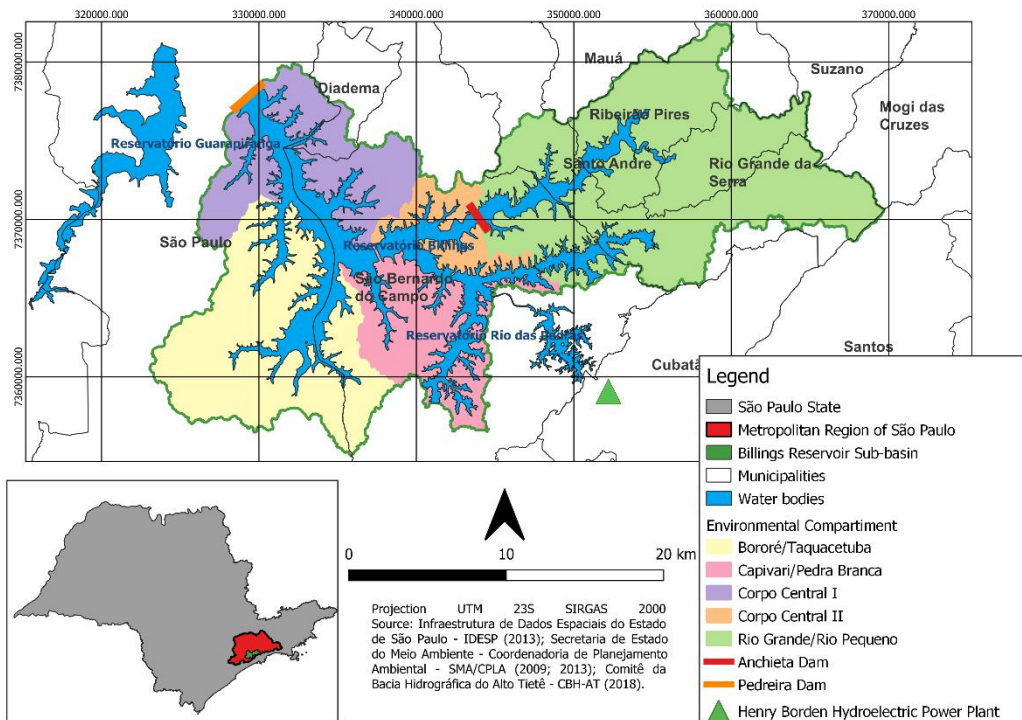 320000.000 330000.000 340000.000 350000.000 360000.000 370000.000
7380000.000
7370000.000
7360000.000
Mauá
Suzano
Diadema
Mogi das
Cruzes
Ribeirão Pires
Reservatório Guarapiranga
Santo Andre
Rio Grande da
Serra
São Paulo
Reservatório Billings
São Bernardo
do Campo
Reservatório Rio das Pedras
Santos
Cubatã
Legend
São Paulo State
Metropolitan Region of São Paulo
Billings Reservoir Sub-basin
Municipalities
Water bodies
Environmental Compartiment
Bororé/Taquacetuba
Capivari/Pedra Branca
Corpo Central I
Corpo Central II
Rio Grande/Rio Pequeno
Anchieta Dam
Pedreira Dam
Henry Borden Hydroelectric Power Plant
0 10 20 km
Projection UTM 23S SIRGAS 2000
Source: Infraestrutura de Dados Espaciais do Estado
de São Paulo - IDESP (2013); Secretaria de Estado
do Meio Ambiente - Coordenadoria de Planejamento
Ambiental - SMA/CPLA (2009; 2013); Comitê da
Bacia Hidrográfica do Alto Tietê - CBH-AT (2018).